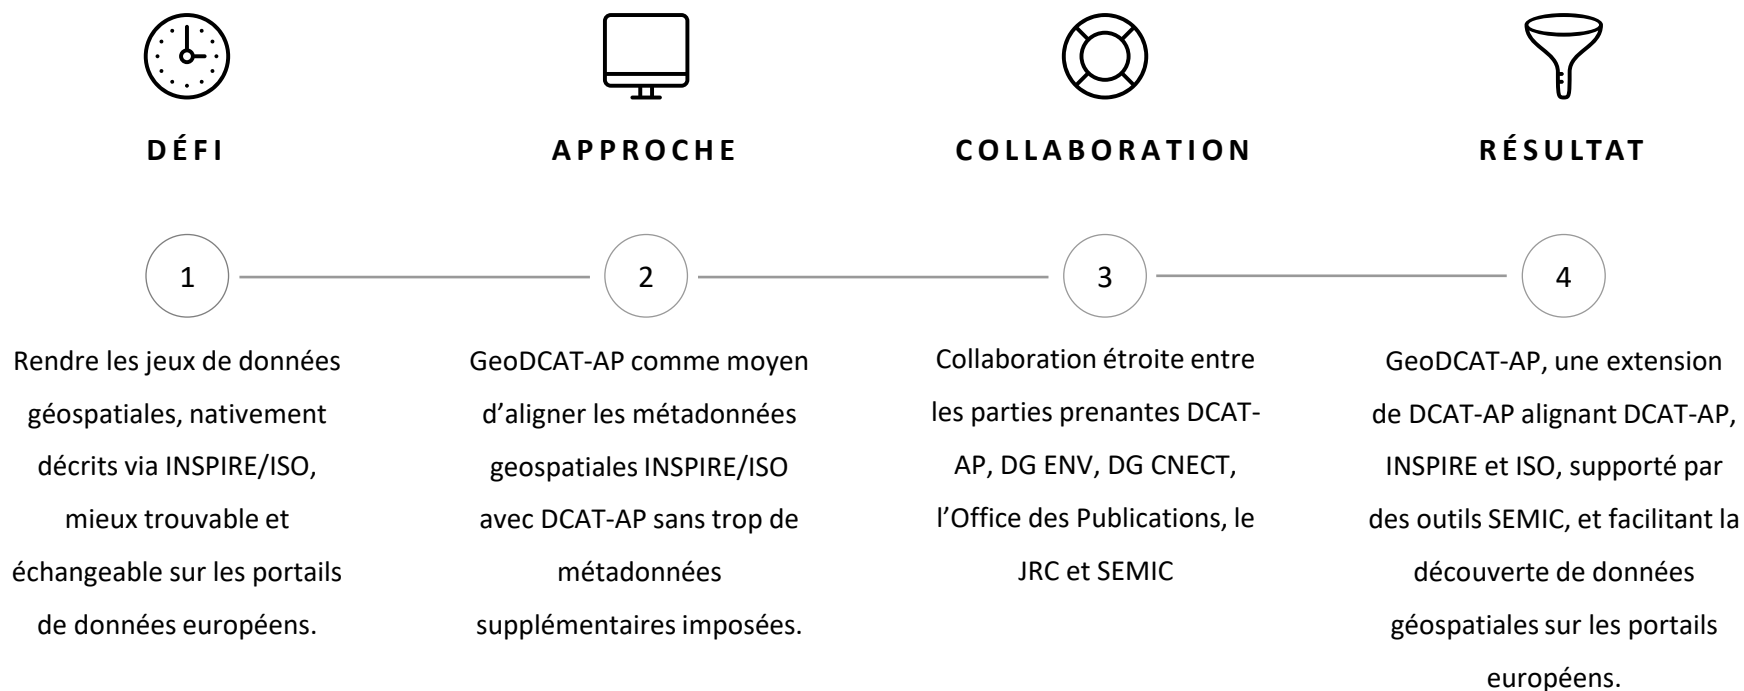 DÉFI
APPROCHE
COLLABORATION
RÉSULTAT
1
2
3
4
Rendre les jeux de données
géospatiales, nativement
décrits via INSPIRE/ISO,
mieux trouvable et
échangeable sur les portails
de données européens.
GeoDCAT-AP comme moyen
d’aligner les métadonnées
geospatiales INSPIRE/ISO
avec DCAT-AP sans trop de
métadonnées
supplémentaires imposées.
Collaboration étroite entre
les parties prenantes DCAT-
AP, DG ENV, DG CNECT,
l’Office des Publications, le
JRC et SEMIC
GeoDCAT-AP, une extension
de DCAT-AP alignant DCAT-AP,
INSPIRE et ISO, supporté par
des outils SEMIC, et facilitant la
découverte de données
géospatiales sur les portails
européens.